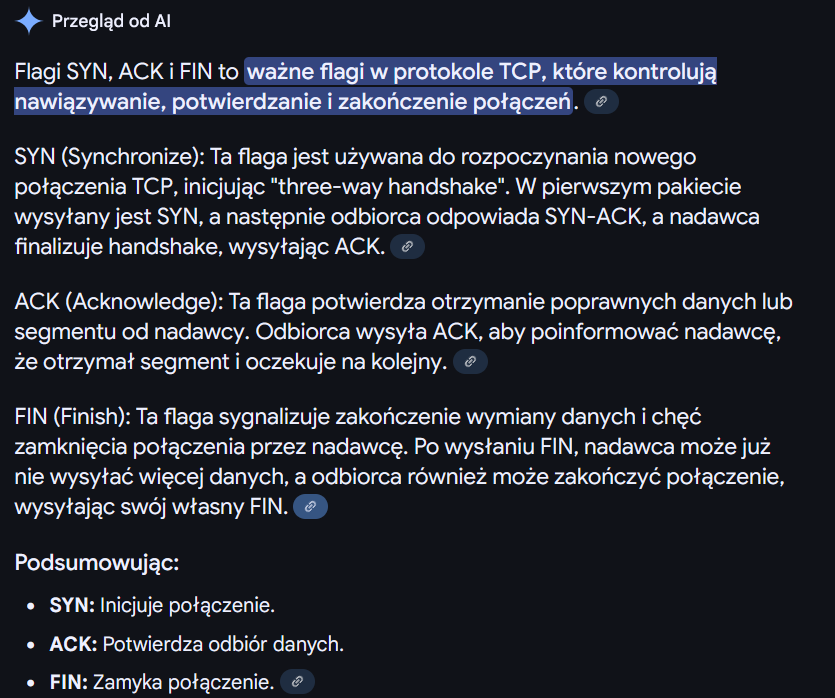 Przegląd od AI
Flagi SYN, ACK i FIN to ważne flagi w protokole TCP, które kontrolują
nawiązywanie, potwierdzanie i zakończenie połączeń.
SYN (Synchronize): Ta flaga jest używana do rozpoczynania nowego
połączenia TCP, inicjując "three-way handshake". W pierwszym pakiecie
wysyłany jest SYN, a następnie odbiorca odpowiada SYN-ACK, a nadawca
finalizuje handshake, wysyłając ACK.
ACK (Acknowledge): Ta flaga potwierdza otrzymanie poprawnych danych lub
segmentu od nadawcy. Odbiorca wysyła ACK, aby poinformować nadawcę,
że otrzymał segment i oczekuje na kolejny.
FIN (Finish): Ta flaga sygnalizuje zakończenie wymiany danych i chęć
zamknięcia połączenia przez nadawcę. Po wysłaniu FIN, nadawca może już
nie wysyłać więcej danych, a odbiorca również może zakończyć połączenie,
wysyłając swój własny FIN.
Podsumowując:
• SYN: Inicjuje połączenie.
• ACK: Potwierdza odbiór danych.
• FIN: Zamyka połączenie.